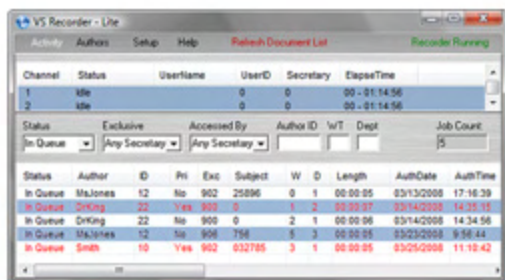 VS Recorder - Lite
Activity Authors Setup Help Refresh Document List Recorder Running
Channel Status UserName UserID Secretary ElapseTime
1 Idle 0 0 00 - 01:14:56
2 Idle 0 0 00 - 01:14:56
Status Exclusive Accessed By Author ID WT Dept Job Count
In Queue Any Secretary Any Secretary 5
Status Author ID Pri Exc Subject W D Length AuthDate AuthTime
In Queue MsJones 12 No 902 25896 0 1 00:00:05 03/13/2008 17:16:39
In Queue DrKing 22 Yes 900 0 1 2 00:00:07 03/14/2008 14:35:15
In Queue DrKing 22 No 900 0 2 1 00:00:06 03/14/2008 14:34:56
In Queue MsJones 12 No 906 756 5 3 00:00:05 03/23/2008 9:56:44
In Queue Smith 10 Yes 902 032785 3 1 00:00:05 03/25/2008 11:10:42